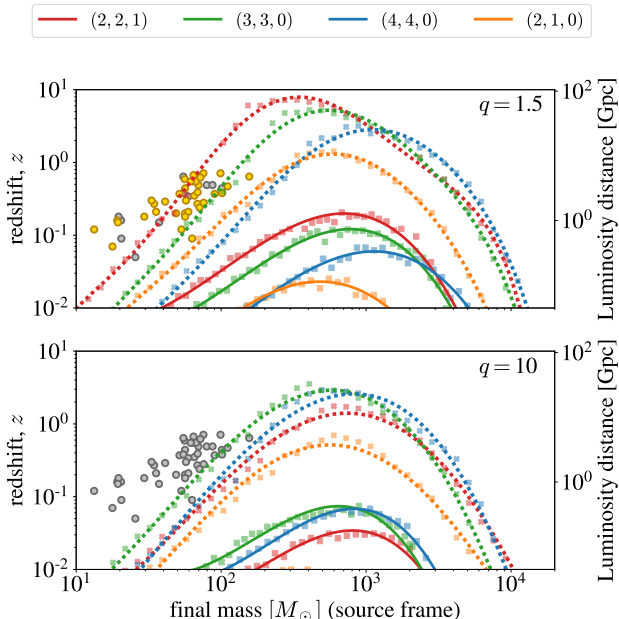 (2, 2, 1) (3, 3, 0) (4, 4, 0) (2, 1, 0)
10^1 10^2
q = 1.5
redshift, z
10^0
10^0
10^-1
10^-2
Luminosity distance [Gpc]
10^1 10^2
q = 10
redshift, z
10^0
10^0
10^-1
10^-2
Luminosity distance [Gpc]
10^1 10^2 10^3 10^4
final mass [M_⊙] (source frame)